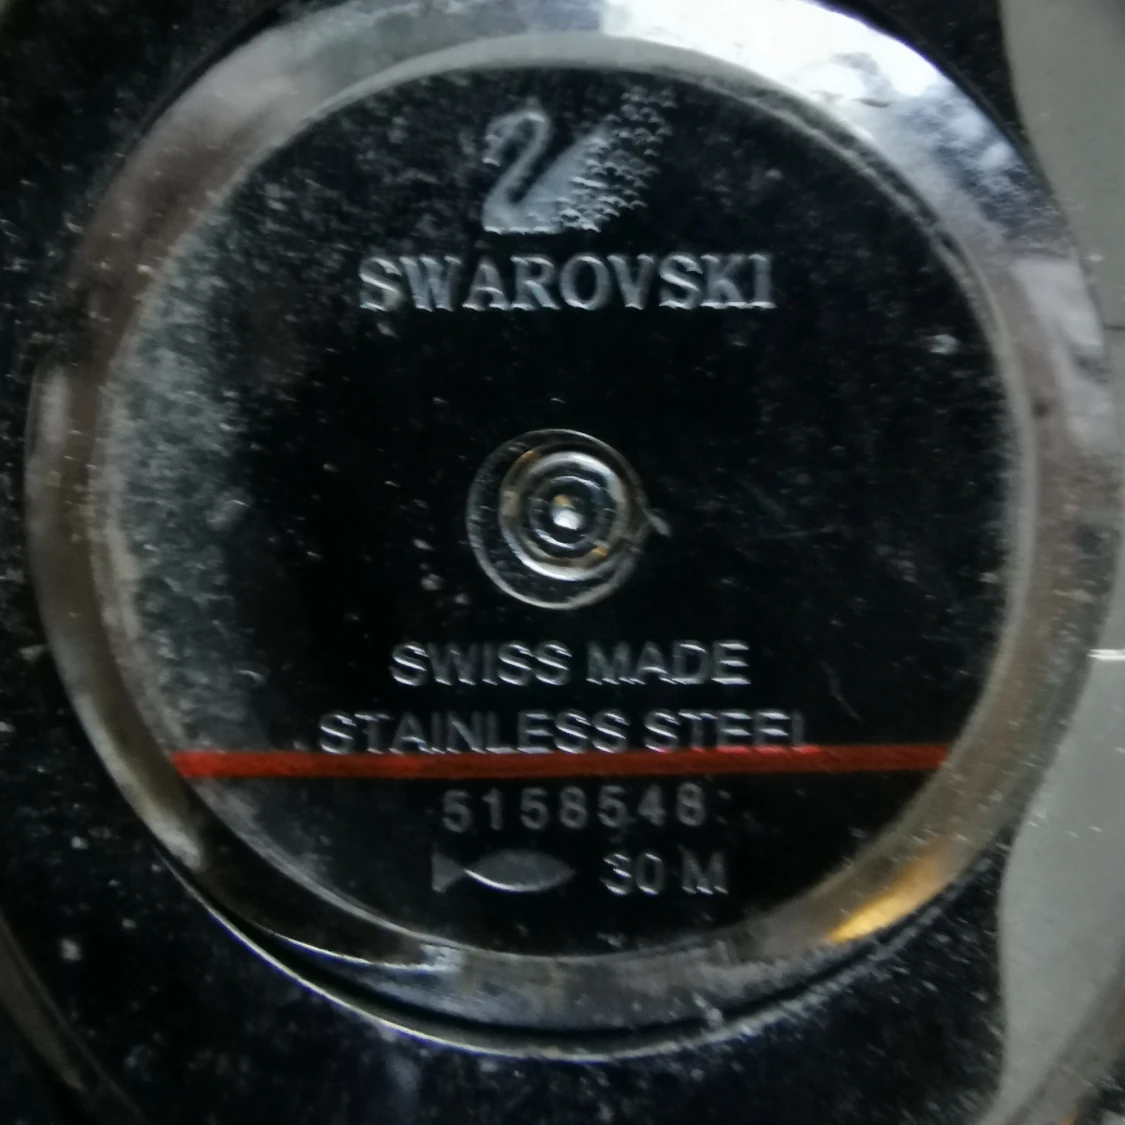 SWAROVSKI
SWISS MADE
STAINLESS STEEL
5158548
30 M